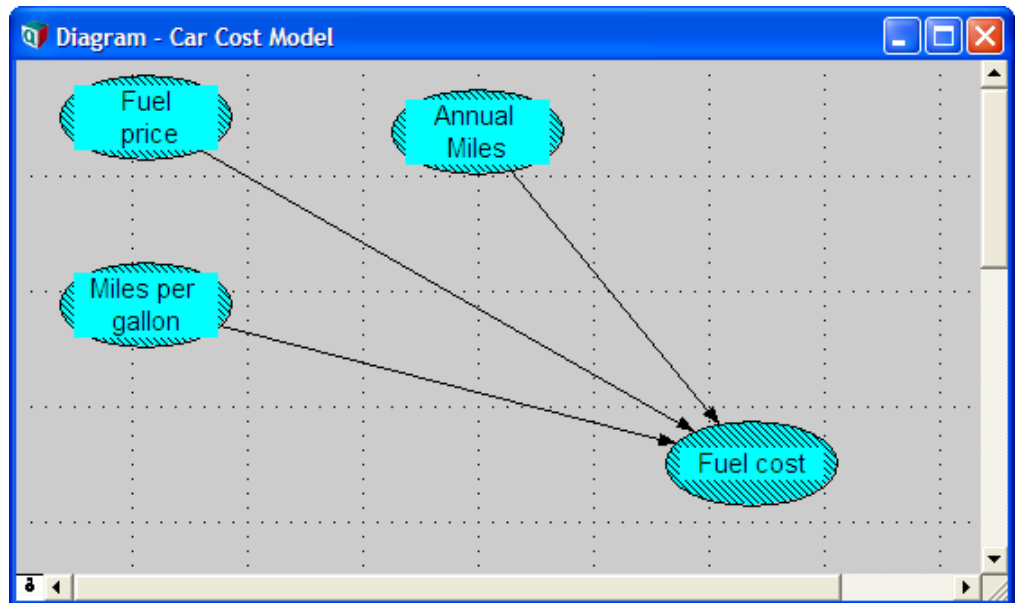 Diagram - Car Cost Model
Fuel
price
Annual
Miles
Miles per
gallon
Fuel cost